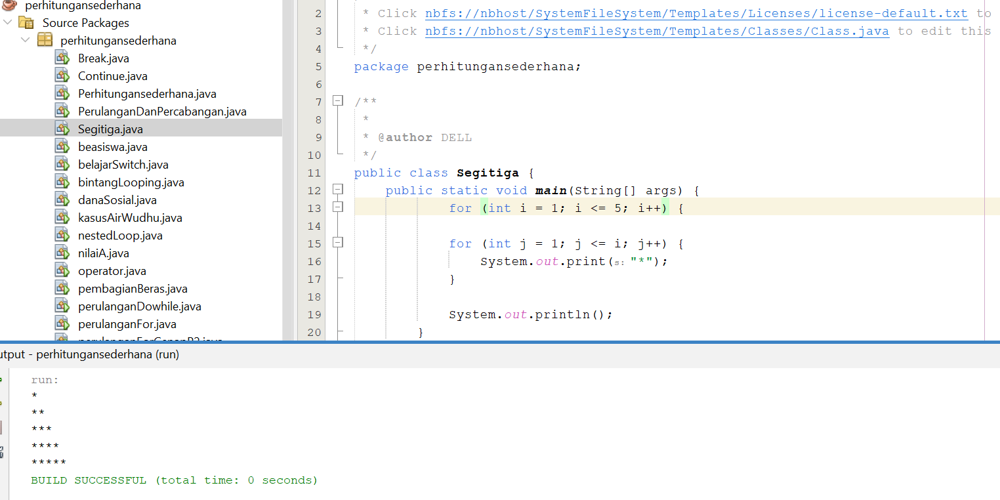 perhitungansederhana
Source Packages
perhitungansederhana
Break.java
Continue.java
Perhitungansederhana.java
PerulanganDanPercabangan.java
Segitiga.java
beasiswa.java
belajarSwitch.java
bintangLooping.java
danaSosial.java
kasusAirWudhu.java
nestedLoop.java
nilaiA.java
operator.java
pembagianBeras.java
perulanganDowhile.java
perulanganFor.java
2 * Click nbfs://nbhost/SystemFileSystem/Templates/Licenses/license-default.txt to
3 * Click nbfs://nbhost/SystemFileSystem/Templates/Classes/Class.java to edit this
4 */
5 package perhitungansederhana;
6
7 /**
8 *
9 * @author DELL
10 */
11 public class Segitiga {
12 public static void main(String[] args) {
13 for (int i = 1; i <= 5; i++) {
14
15 for (int j = 1; j <= i; j++) {
16 System.out.print(s: "*");
17 }
18
19 System.out.println();
20 }
utput - perhitungansederhana (run)
run:
*
**
***
****
*****
BUILD SUCCESSFUL (total time: 0 seconds)